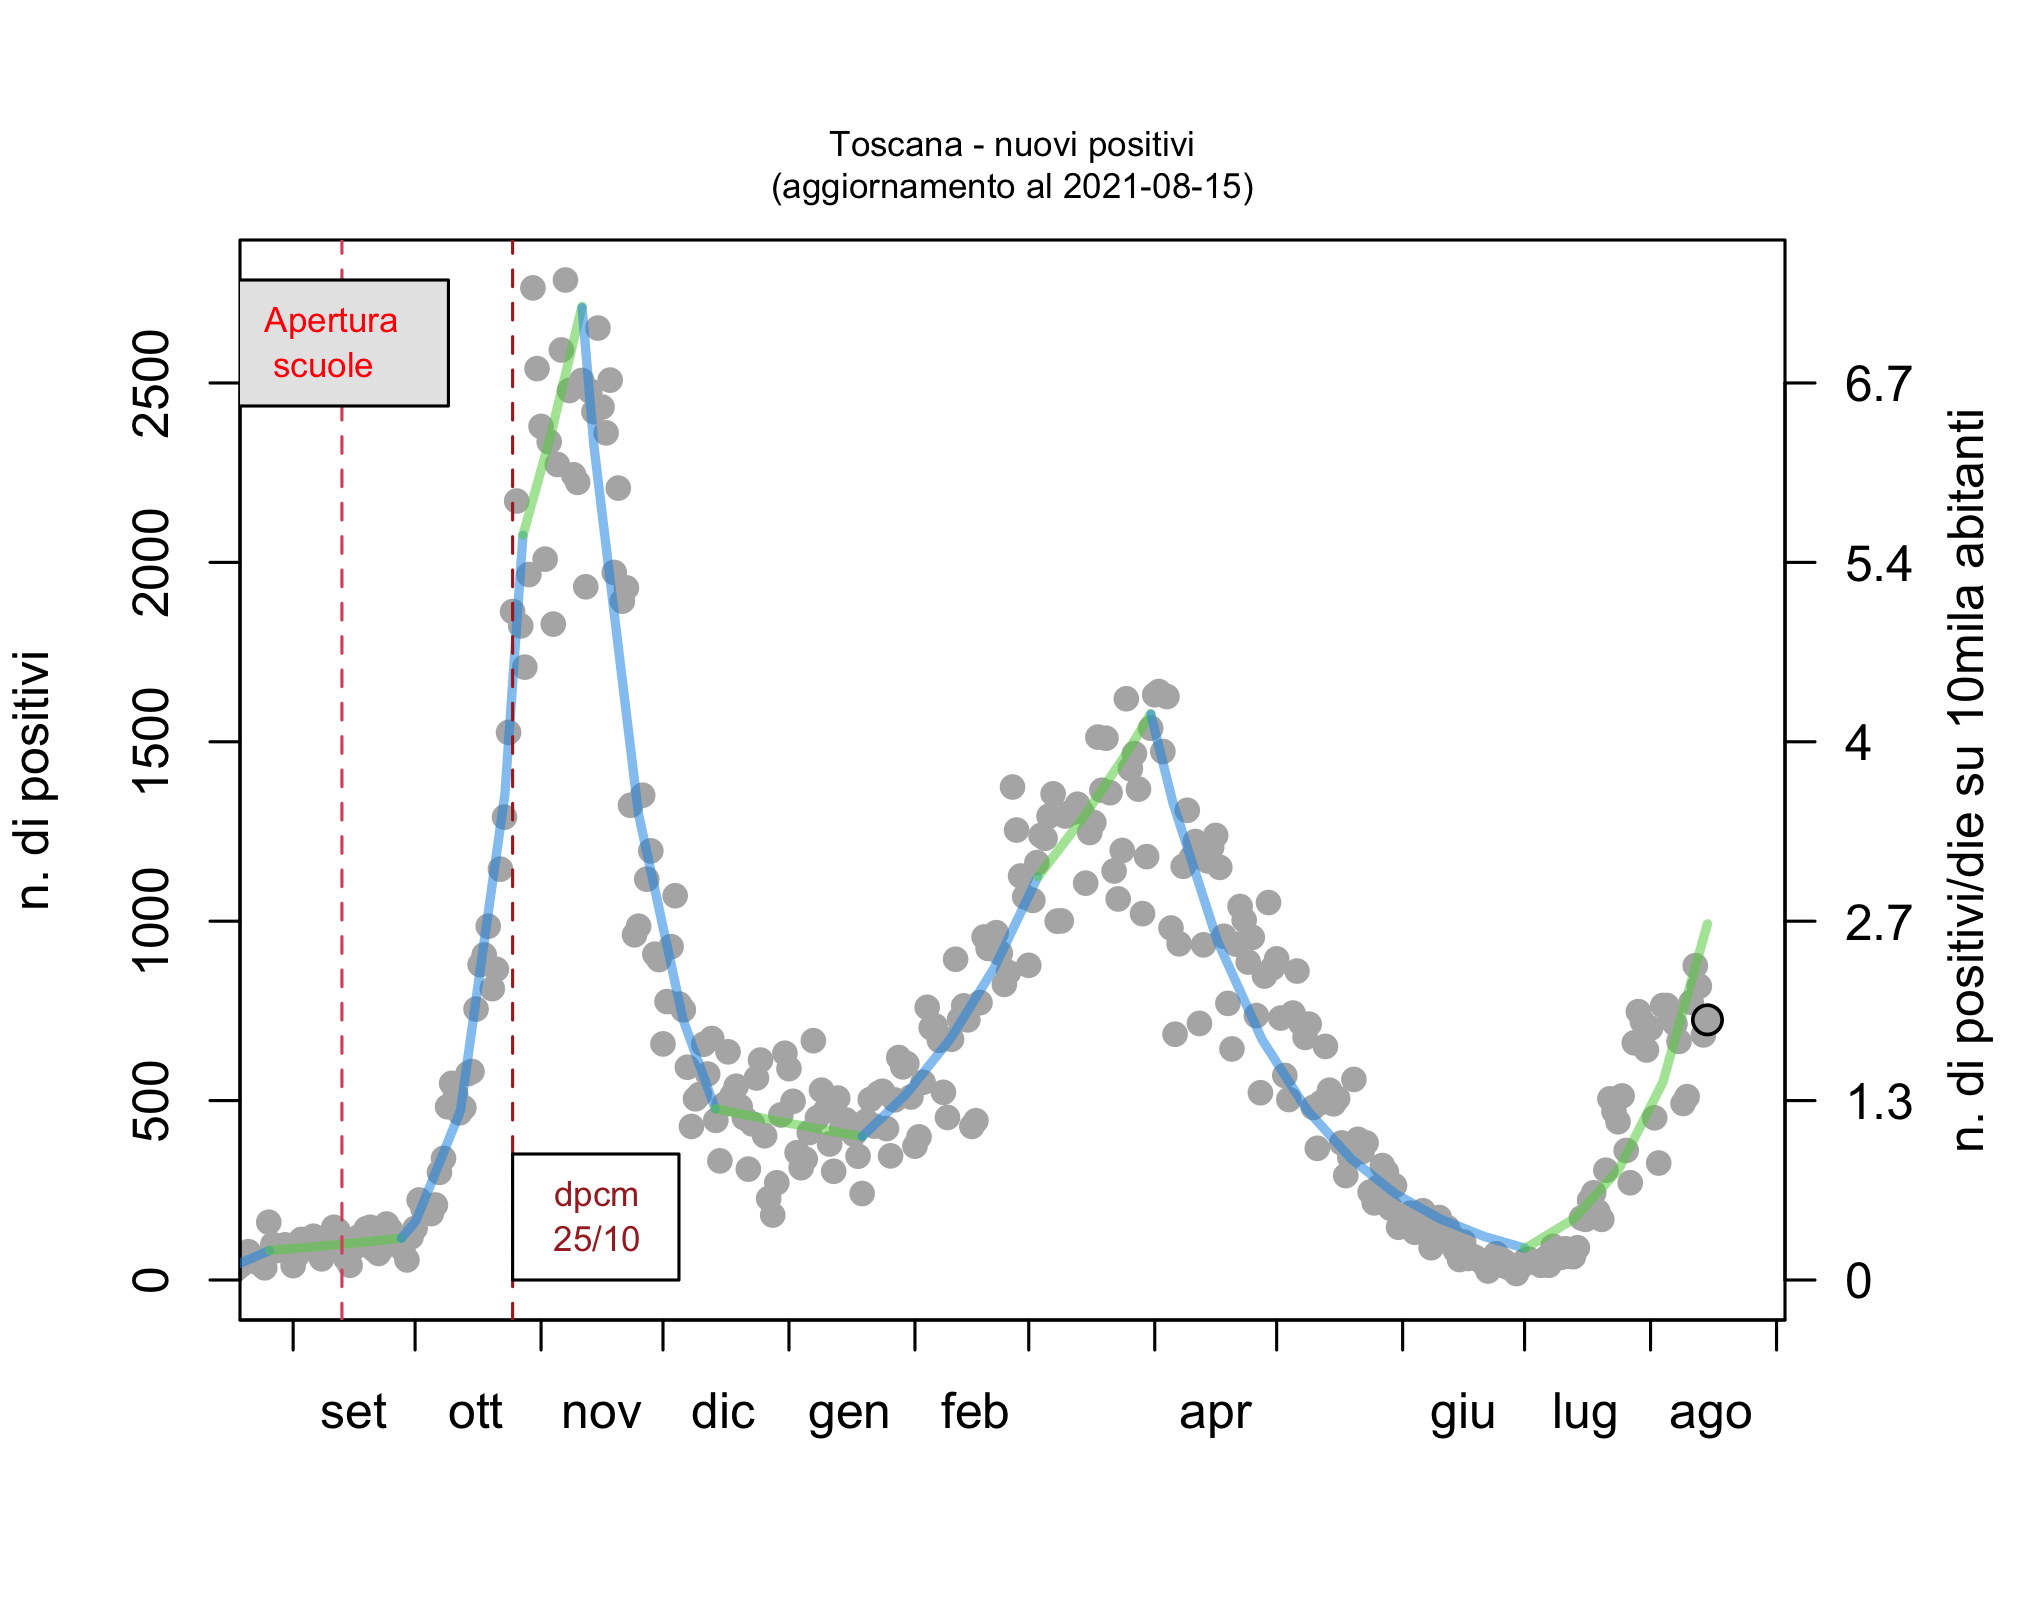 Toscana - nuovi positivi
(aggiornamento al 2021-08-15)
n. di positivi
2500
2000
1500
1000
500
0
Apertura
scuole
dpcm
25/10
6.7
5.4
4
2.7
1.3
0
n. di positivi/die su 10mila abitanti
set ott nov dic gen feb apr giu lug ago